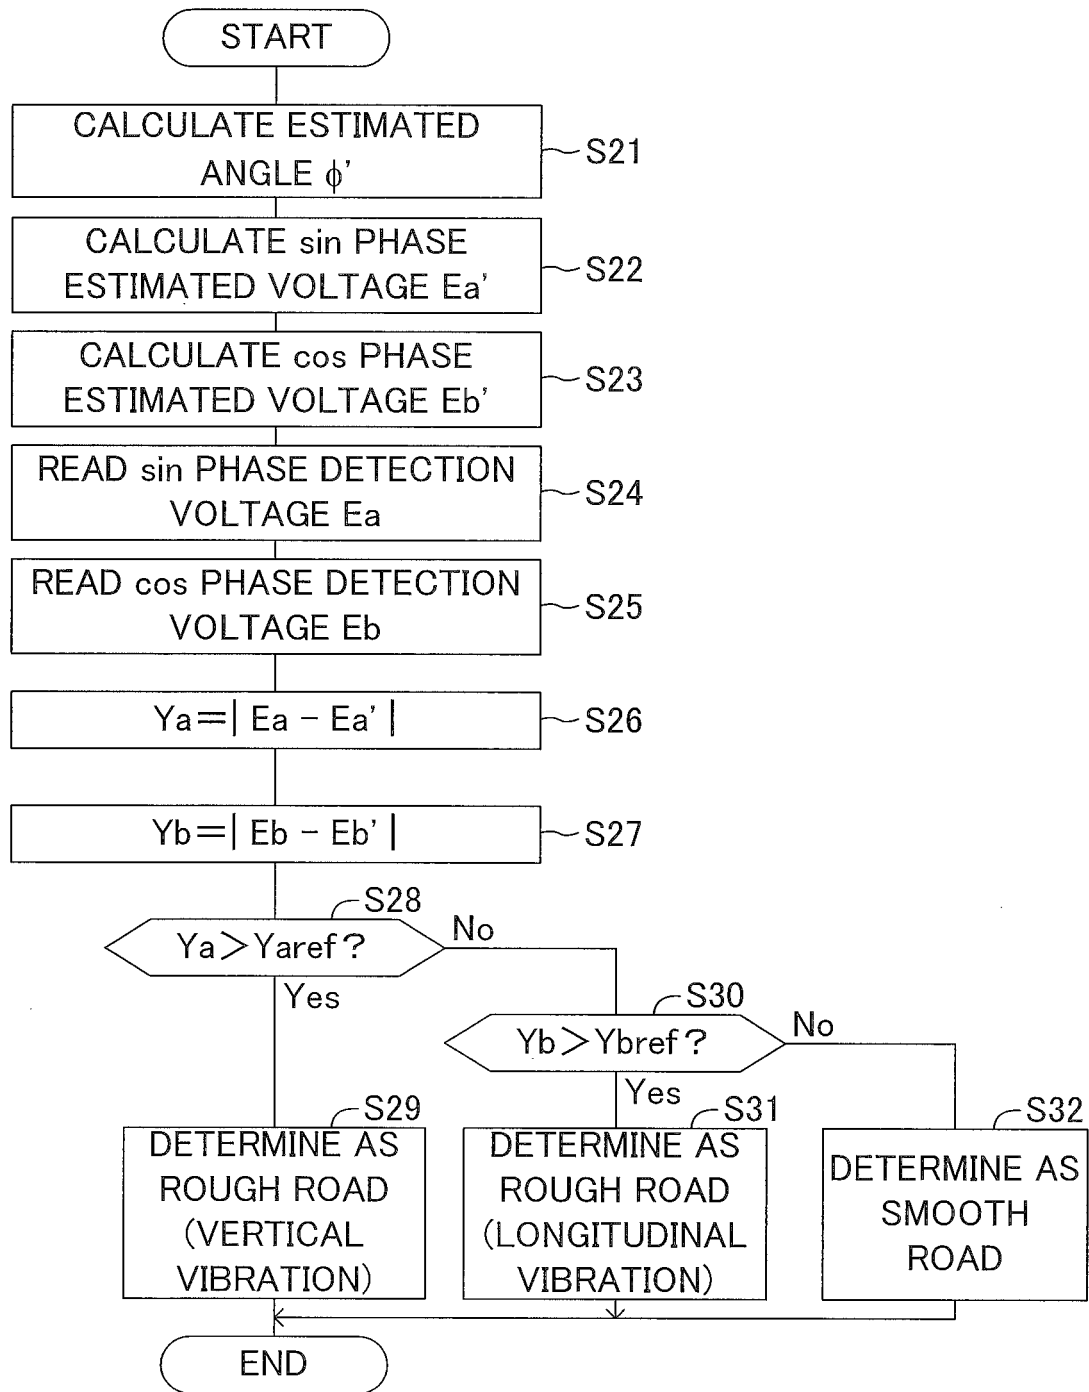 START
CALCULATE ESTIMATED
ANGLE ϕ'
S21
CALCULATE sin PHASE
ESTIMATED VOLTAGE Ea'
S22
CALCULATE cos PHASE
ESTIMATED VOLTAGE Eb'
S23
READ sin PHASE DETECTION
VOLTAGE Ea
S24
READ cos PHASE DETECTION
VOLTAGE Eb
S25
Ya=| Ea - Ea' |
S26
Yb=| Eb - Eb' |
S27
S28
Ya>Yaref?
No
Yes
S30
Yb>Ybref?
No
Yes
S29
DETERMINE AS
ROUGH ROAD
(VERTICAL
VIBRATION)
S31
DETERMINE AS
ROUGH ROAD
(LONGITUDINAL
VIBRATION)
S32
DETERMINE AS
SMOOTH
ROAD
END